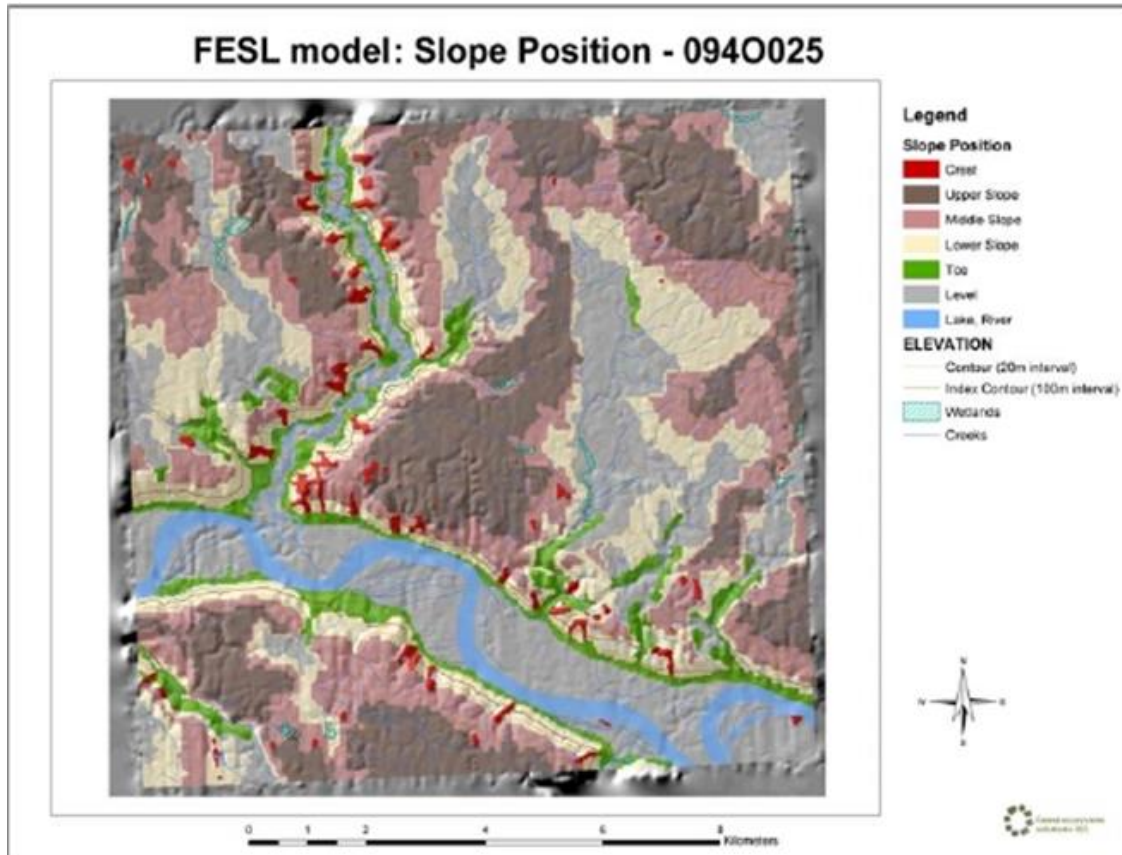 FESL model: Slope Position - 094O025
Legend
Slope Position
Crest
Upper Slope
Middle Slope
Lower Slope
Toe
Level
Lake, River
ELEVATION
Contour (20m interval)
Index Contour (100m interval)
Wetlands
Creeks
N
S
0 1 2 4 6 8
Kilometers